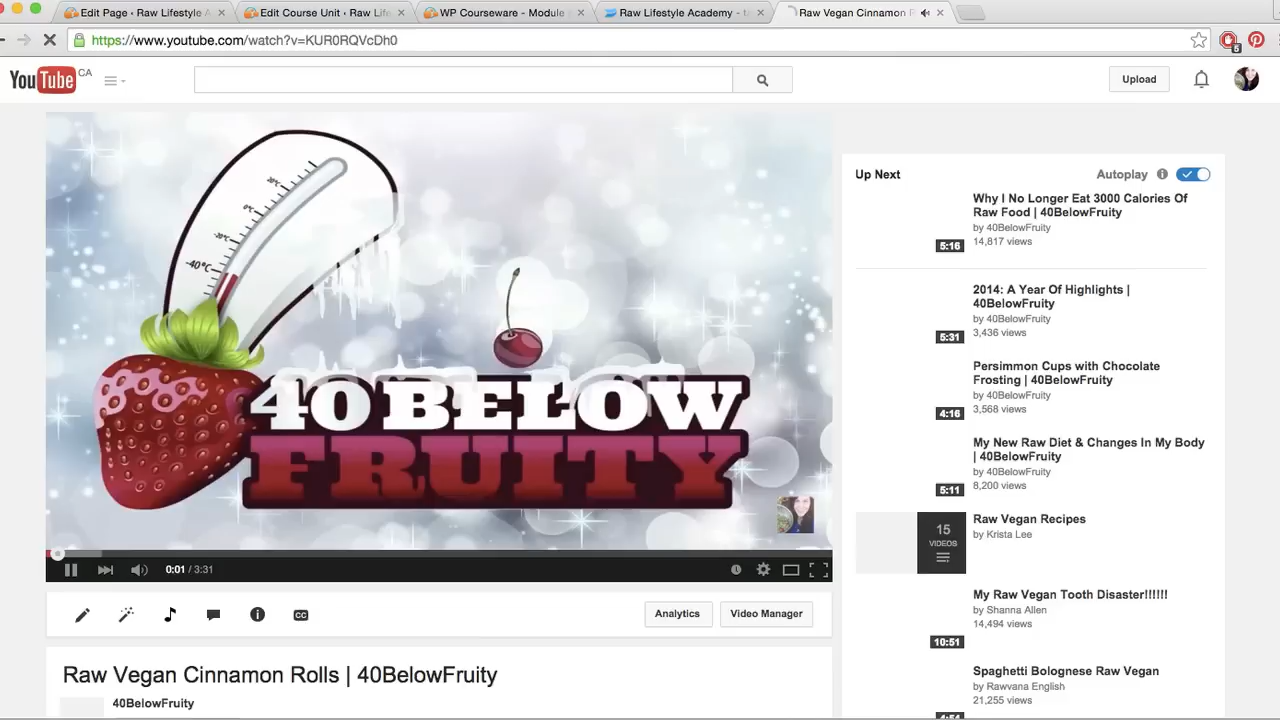 Edit Page • Raw Lifestyle A
Edit Course Unit • Raw Life
WP Courseware - Module
Raw Lifestyle Academy - t
Raw Vegan Cinnamon R
https://www.youtube.com/watch?v=KUR0RQVcDh0
5
YouTube CA
Upload
20°C
0°C
-20°C
-40°C
40 BELOW
FRUITY
0:01 / 3:31
CC
Analytics
Video Manager
Raw Vegan Cinnamon Rolls | 40BelowFruity
40BelowFruity
Up Next
Autoplay
Why I No Longer Eat 3000 Calories Of
Raw Food | 40BelowFruity
by 40BelowFruity
14,817 views
5:16
2014: A Year Of Highlights |
40BelowFruity
by 40BelowFruity
3,436 views
5:31
Persimmon Cups with Chocolate
Frosting | 40BelowFruity
by 40BelowFruity
3,568 views
4:16
My New Raw Diet & Changes In My Body
| 40BelowFruity
by 40BelowFruity
8,200 views
5:11
15
VIDEOS
Raw Vegan Recipes
by Krista Lee
My Raw Vegan Tooth Disaster!!!!!!
by Shanna Allen
14,494 views
10:51
Spaghetti Bolognese Raw Vegan
by Rawvana English
21,255 views